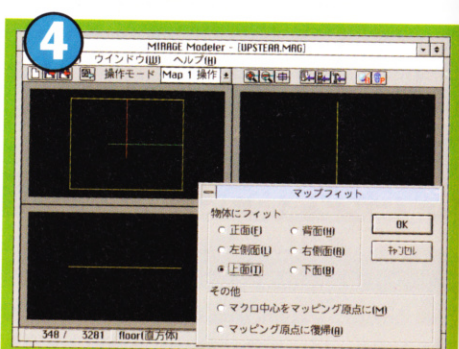 4
MIRAGE Modeler - [UPSTEAR.MAG]
ウインドウ(W) ヘルプ(H)
操作モード Map 1 操作
マップフィット
物体にフィット
正面(F) 背面(H)
左側面(L) 右側面(R)
上面(T) 下面(B)
OK
キャンセル
その他
マクロ中心をマッピング原点に(M)
マッピング原点に復帰(A)
348 / 3281 floor(直方体)